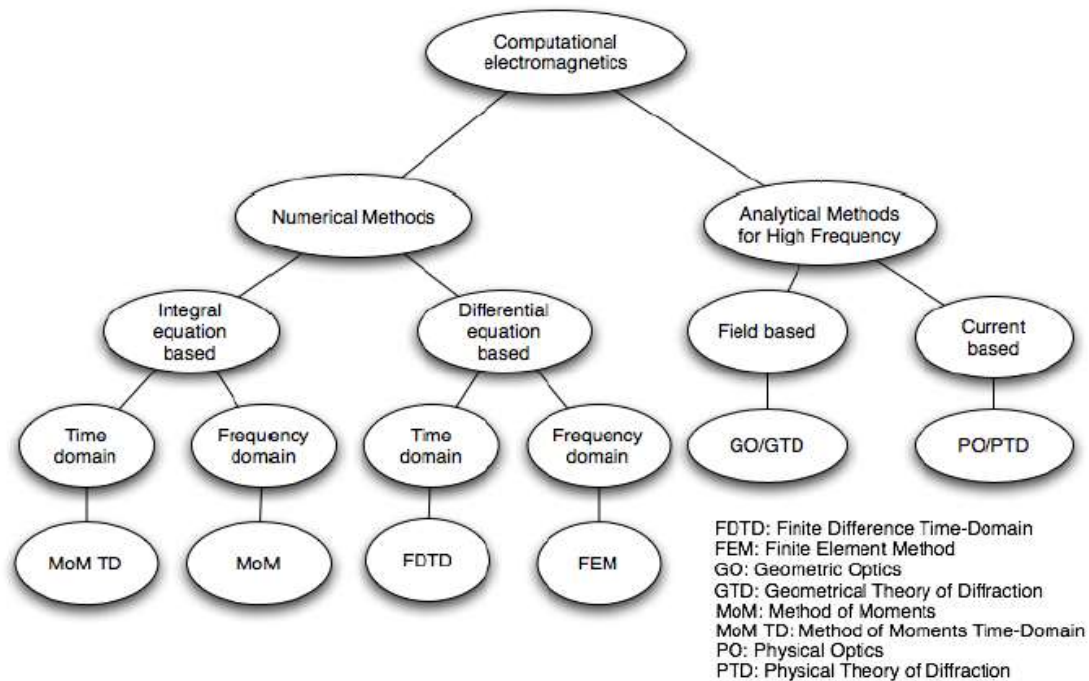 Computational
electromagnetics
Numerical Methods
Analytical Methods
for High Frequency
Integral
equation
based
Differential
equation
based
Field based
Current
based
Time
domain
Frequency
domain
Time
domain
Frequency
domain
GO/GTD
PO/PTD
MoM TD
MoM
FDTD
FEM
FDTD: Finite Difference Time-Domain
FEM: Finite Element Method
GO: Geometric Optics
GTD: Geometrical Theory of Diffraction
MoM: Method of Moments
MoM TD: Method of Moments Time-Domain
PO: Physical Optics
PTD: Physical Theory of Diffraction